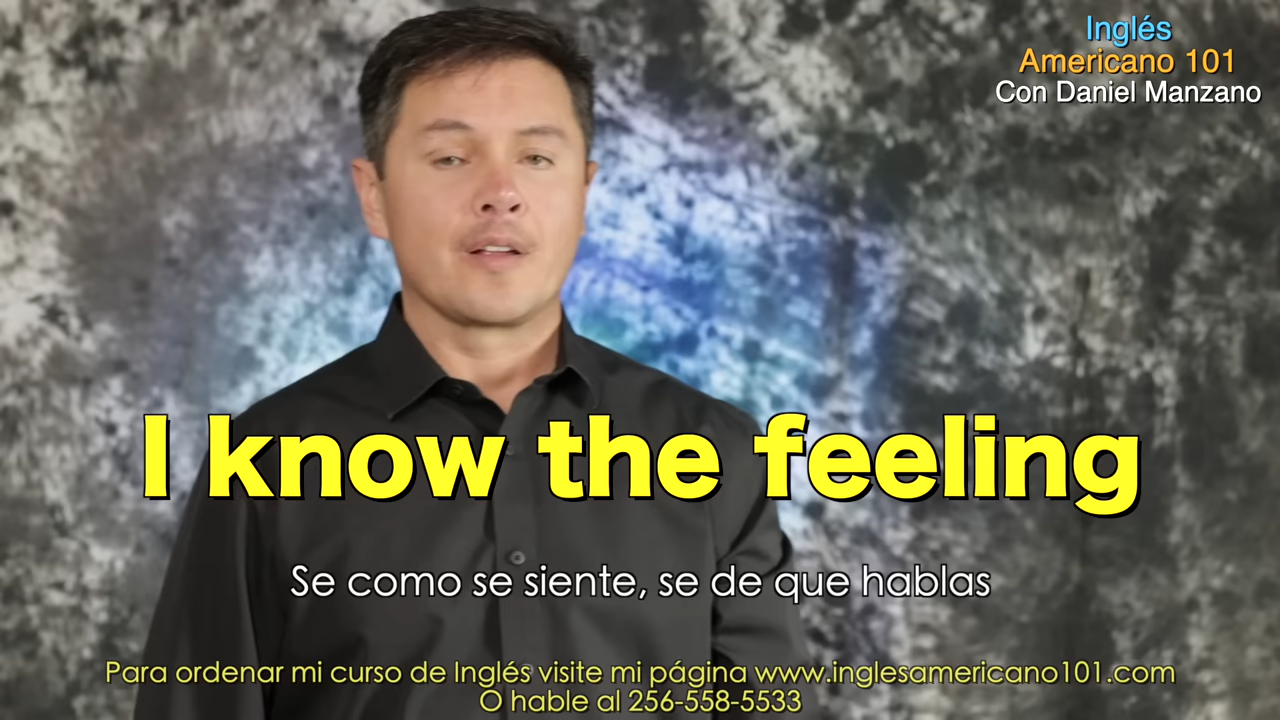 Inglés
Americano 101
Con Daniel Manzano
I know the feeling
Se como se siente, se de que hablas
Para ordenar mi curso de Inglés visite mi página www.inglesamericano101.com
O hable al 256-558-5533